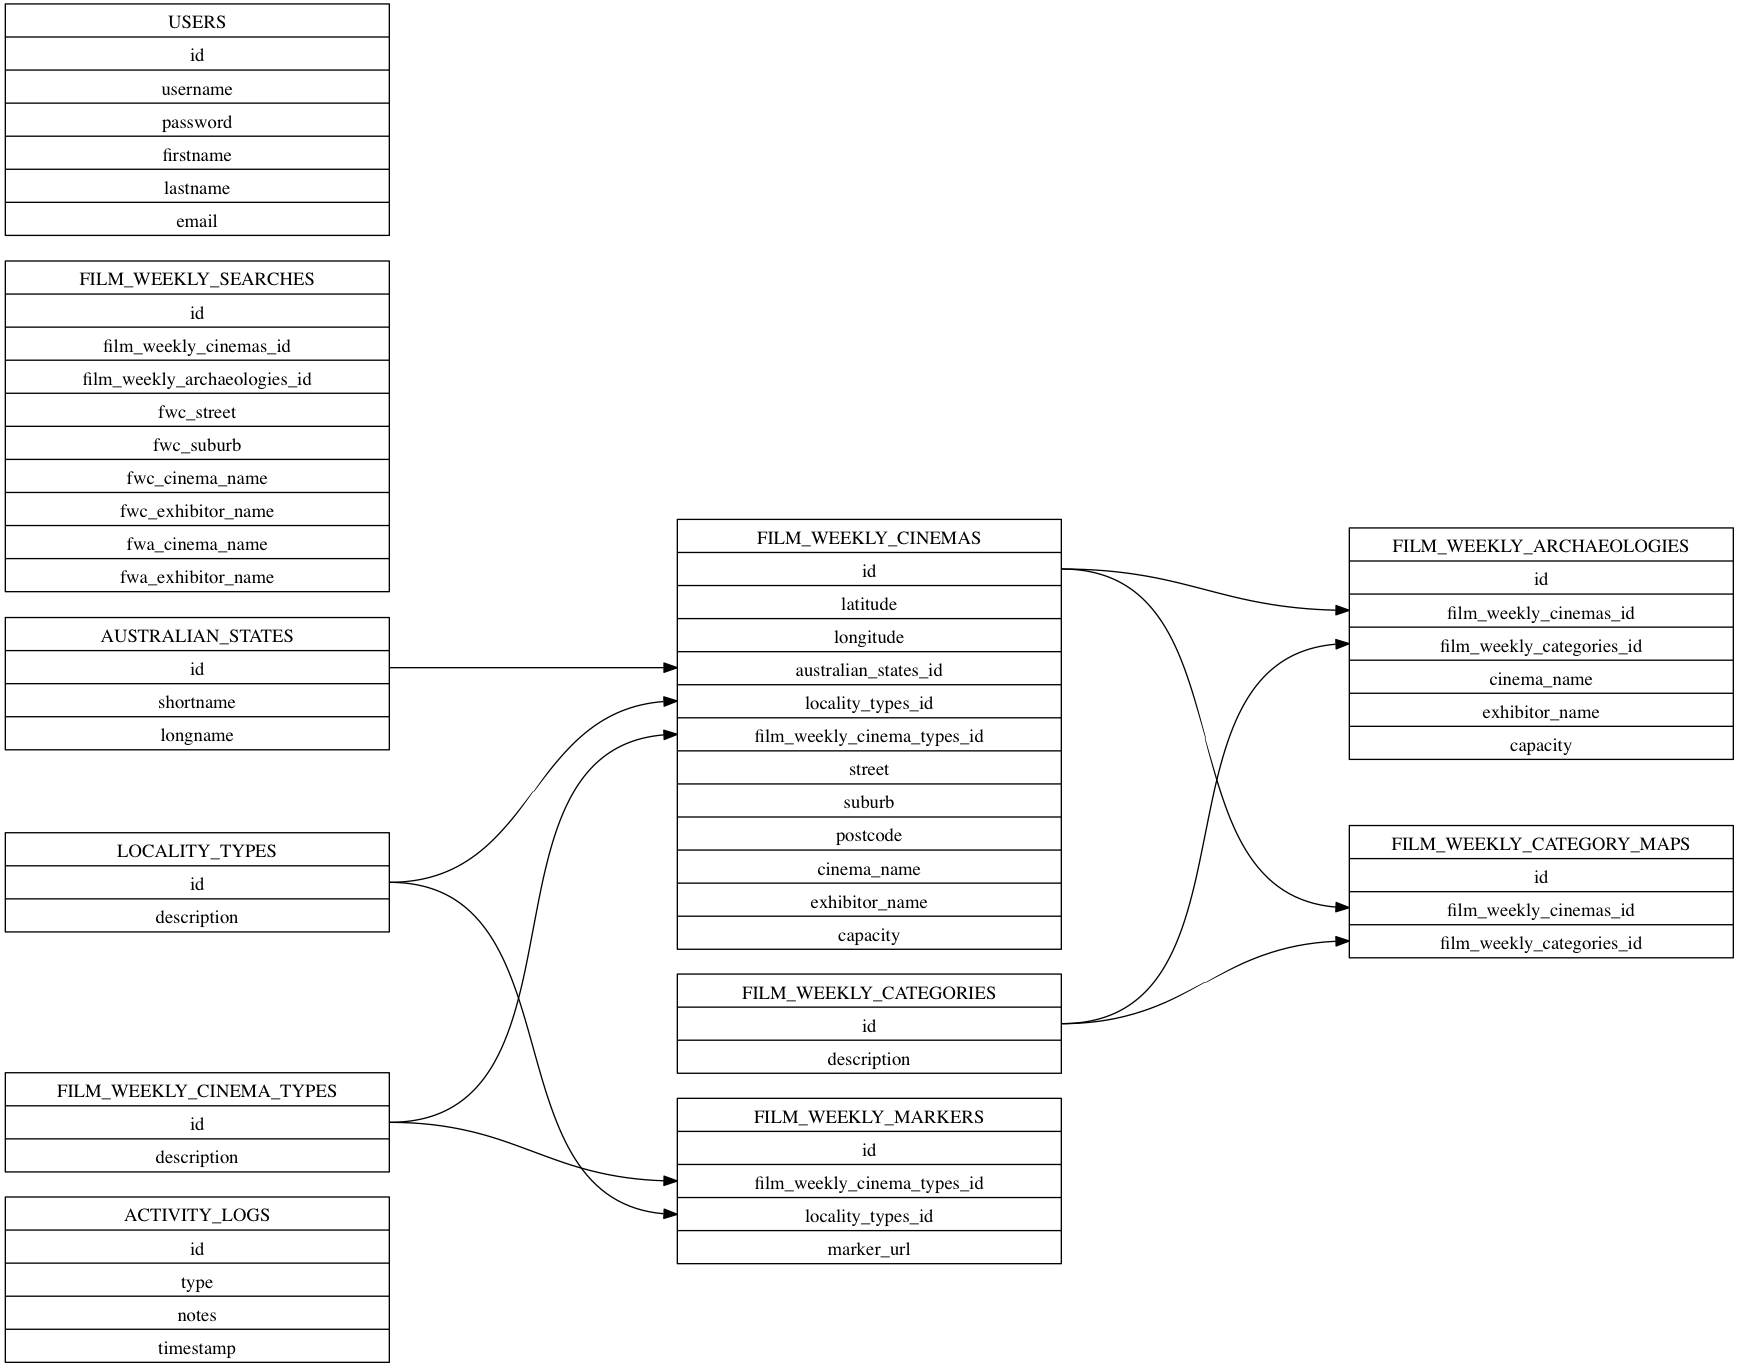 USERS
id
username
password
firstname
lastname
email
FILM_WEEKLY_SEARCHES
id
film_weekly_cinemas_id
film_weekly_archaeologies_id
fwc_street
fwc_suburb
fwc_cinema_name
fwc_exhibitor_name
fwa_cinema_name
fwa_exhibitor_name
AUSTRALIAN_STATES
id
shortname
longname
LOCALITY_TYPES
id
description
FILM_WEEKLY_CINEMA_TYPES
id
description
ACTIVITY_LOGS
id
type
notes
timestamp
FILM_WEEKLY_CINEMAS
id
latitude
longitude
australian_states_id
locality_types_id
film_weekly_cinema_types_id
street
suburb
postcode
cinema_name
exhibitor_name
capacity
FILM_WEEKLY_CATEGORIES
id
description
FILM_WEEKLY_MARKERS
id
film_weekly_cinema_types_id
locality_types_id
marker_url
FILM_WEEKLY_ARCHAEOLOGIES
id
film_weekly_cinemas_id
film_weekly_categories_id
cinema_name
exhibitor_name
capacity
FILM_WEEKLY_CATEGORY_MAPS
id
film_weekly_cinemas_id
film_weekly_categories_id